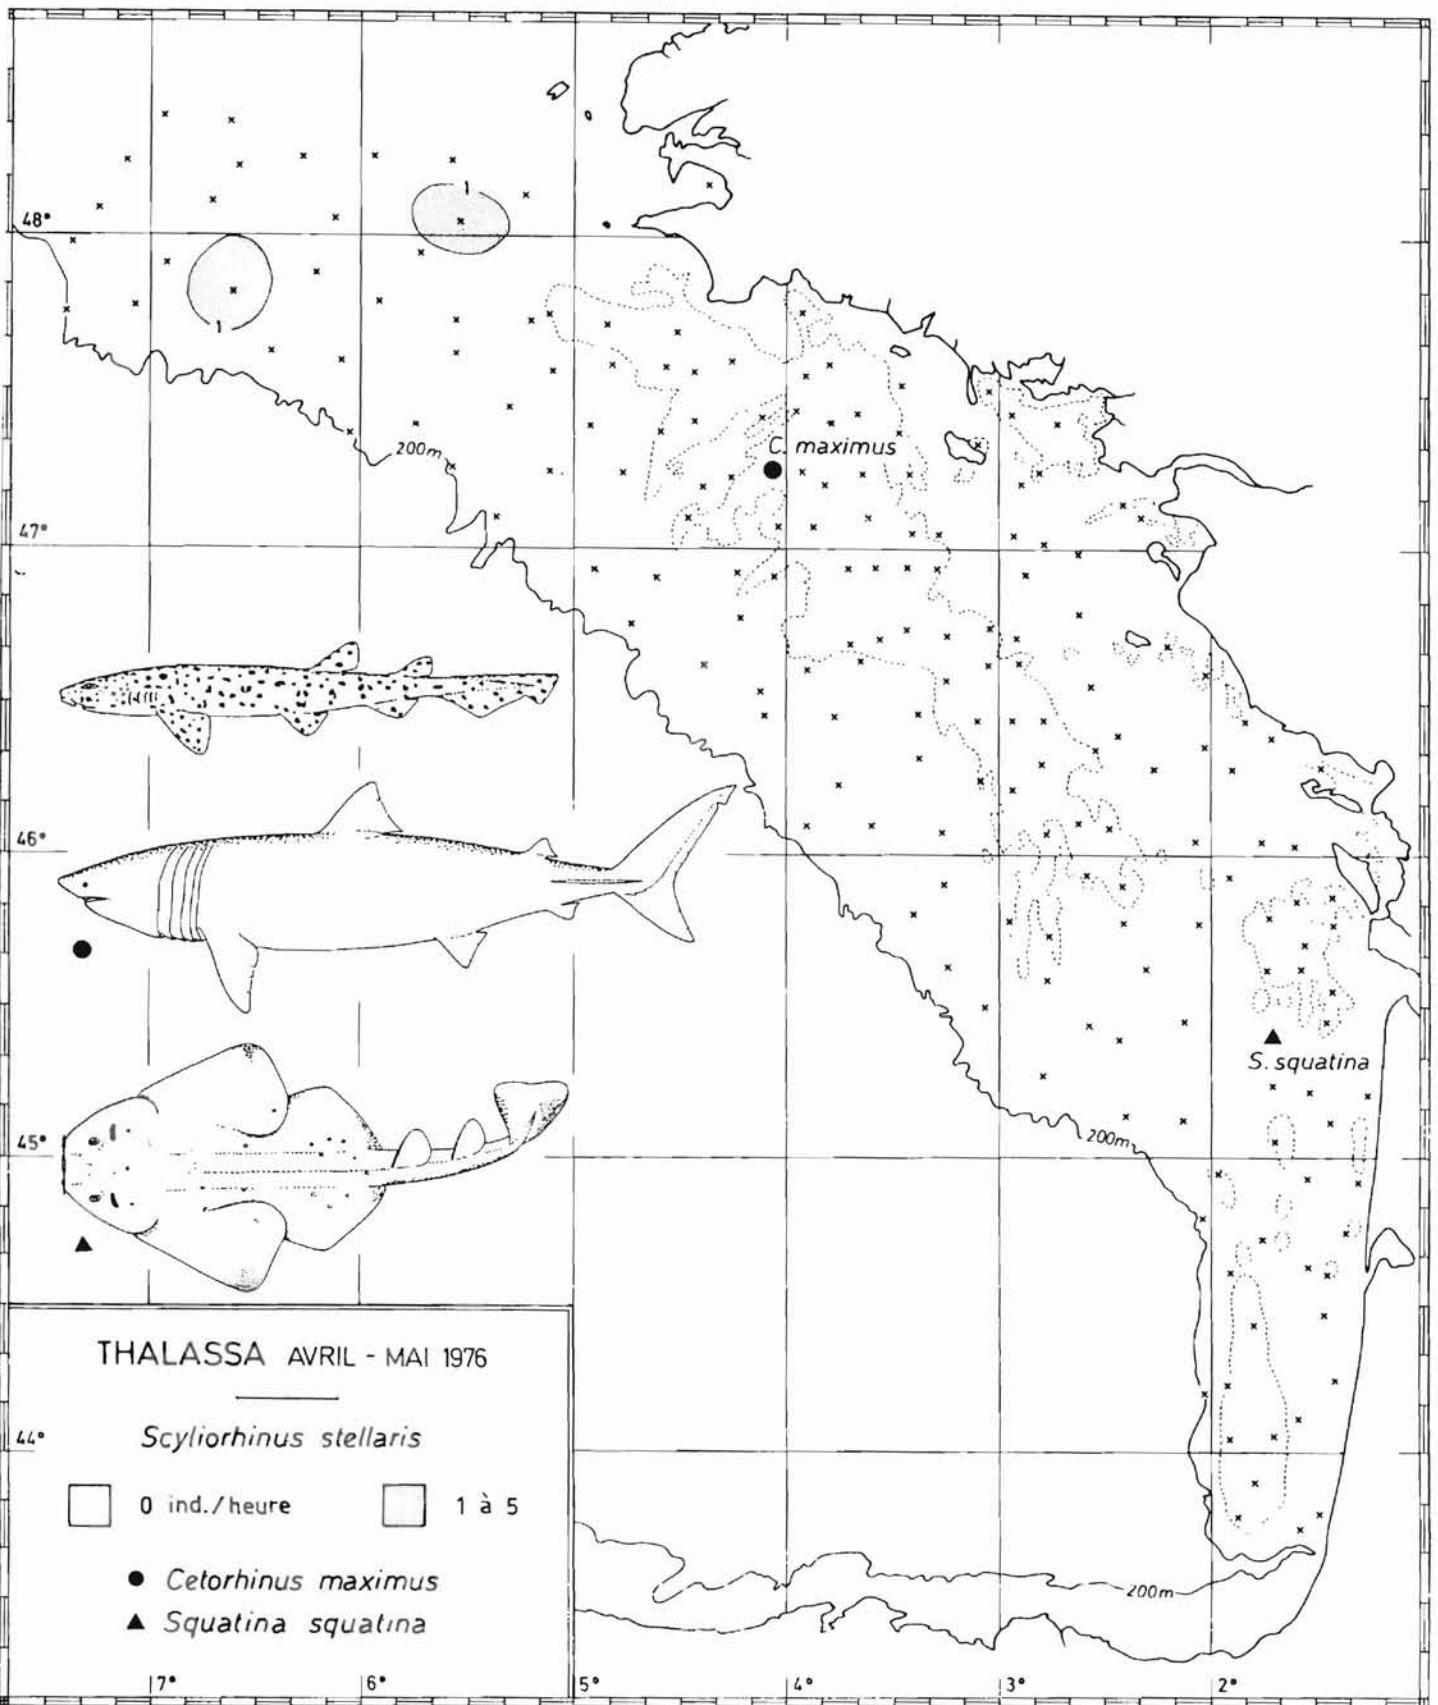 1
48°
1
C. maximus
200m
47°
46°
S. squatina
200m
45°
THALASSA AVRIL - MAI 1976
Scyliorhinus stellaris
44°
0 ind./heure
1 à 5
Cetorhinus maximus
200m
Squatina squatina
7°
6°
5°
4°
3°
2°